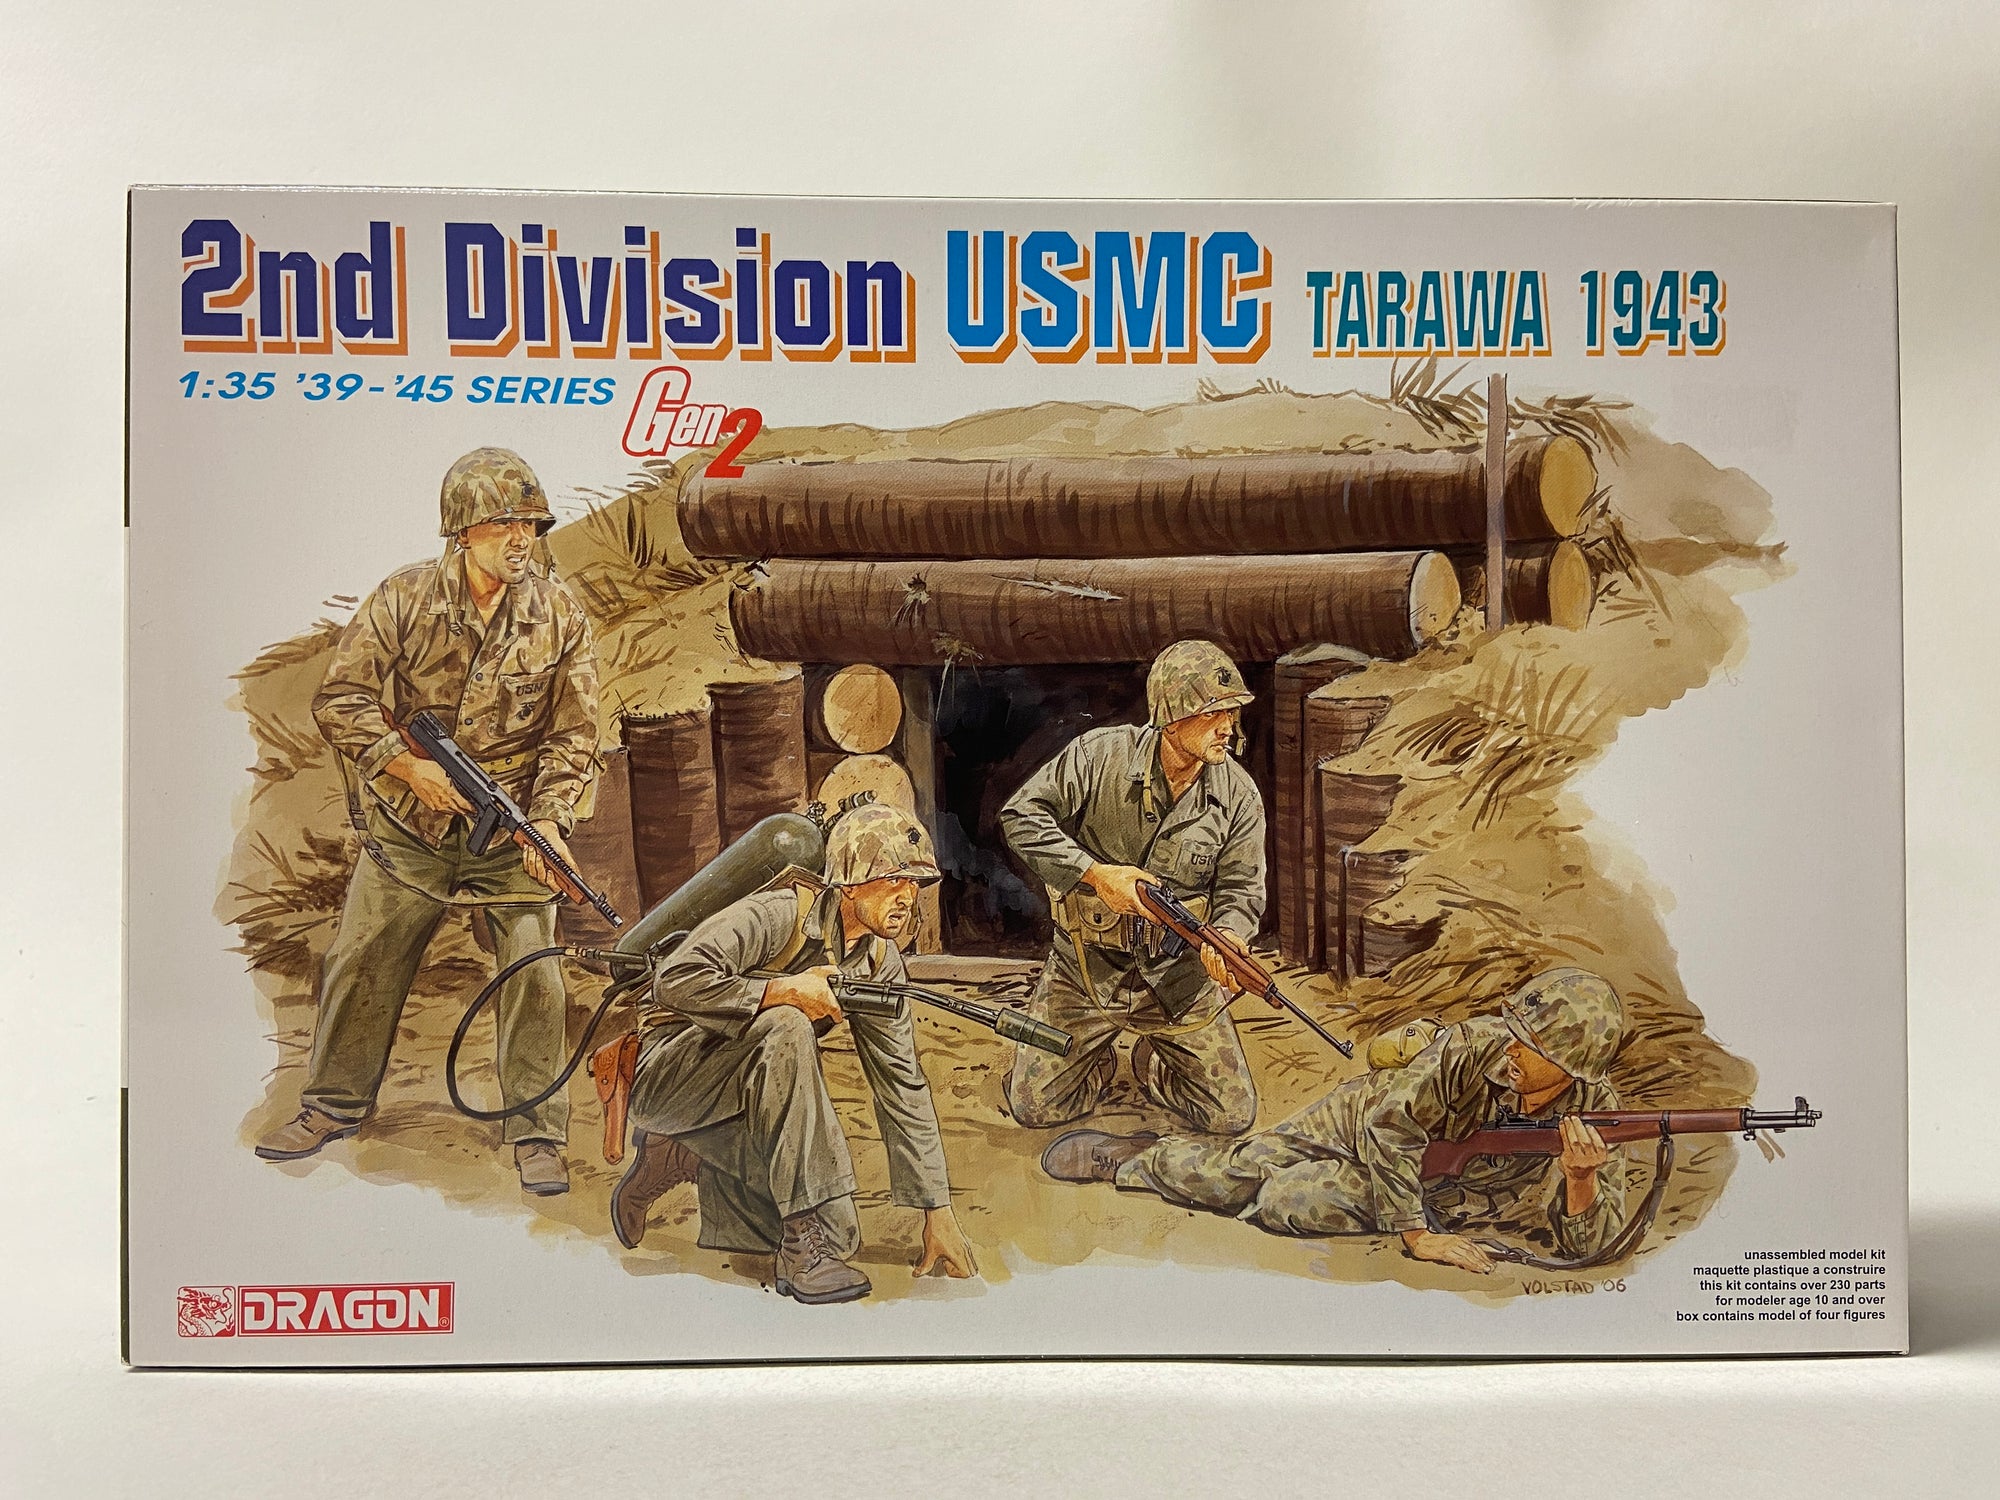 2nd Division USMC TARAWA 1943
1:35 '39-'45 SERIES Gen2
USM
USM
DRAGON®
VOLSTAD '06
unassembled model kit
maquette plastique a construire
this kit contains over 230 parts
for modeler age 10 and over
box contains model of four figures